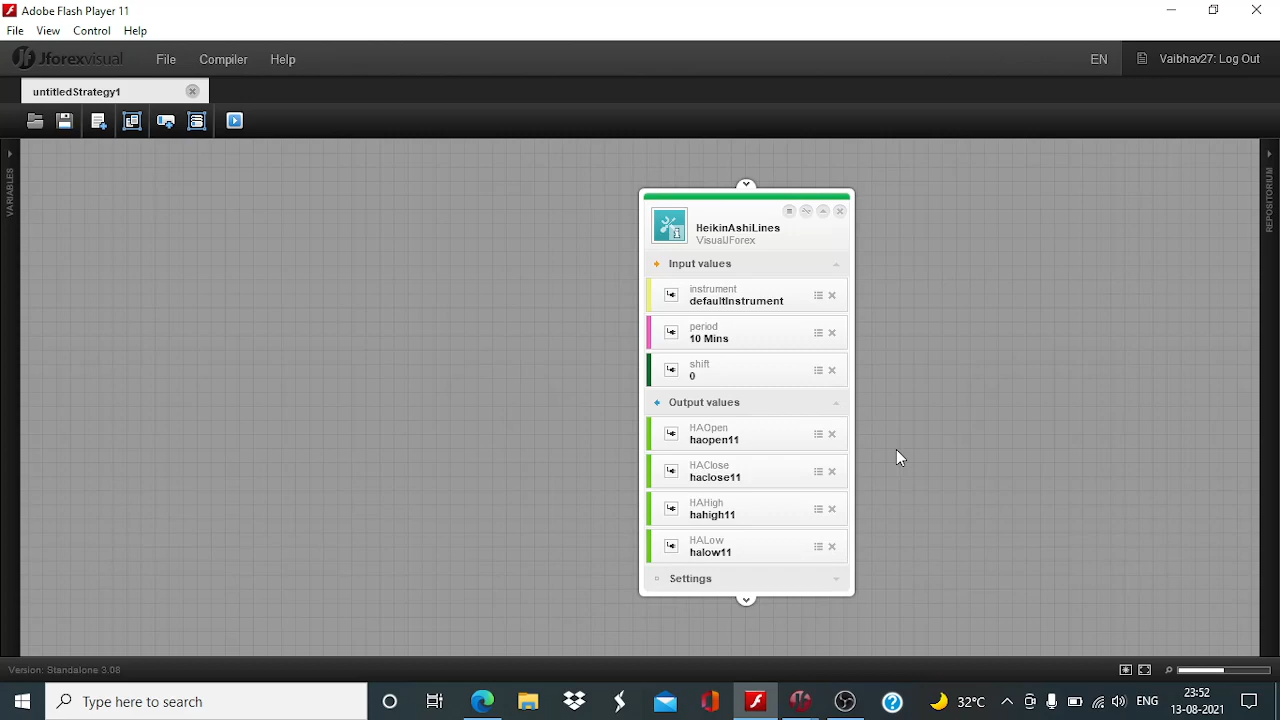 Adobe Flash Player 11
File View Control Help
Jforexvisual File Compiler Help EN Vaibhav27: Log Out
untitledStrategy1
VARIABLES
REPOSITORIUM
HeikinAshiLines
VisualJForex
Input values
instrument
defaultInstrument
period
10 Mins
shift
0
Output values
HAOpen
haopen11
HAClose
haclose11
HAHigh
hahigh11
HALow
halow11
Settings
Version: Standalone 3.08
Type here to search 32°C ENG 23:52
13-08-2021